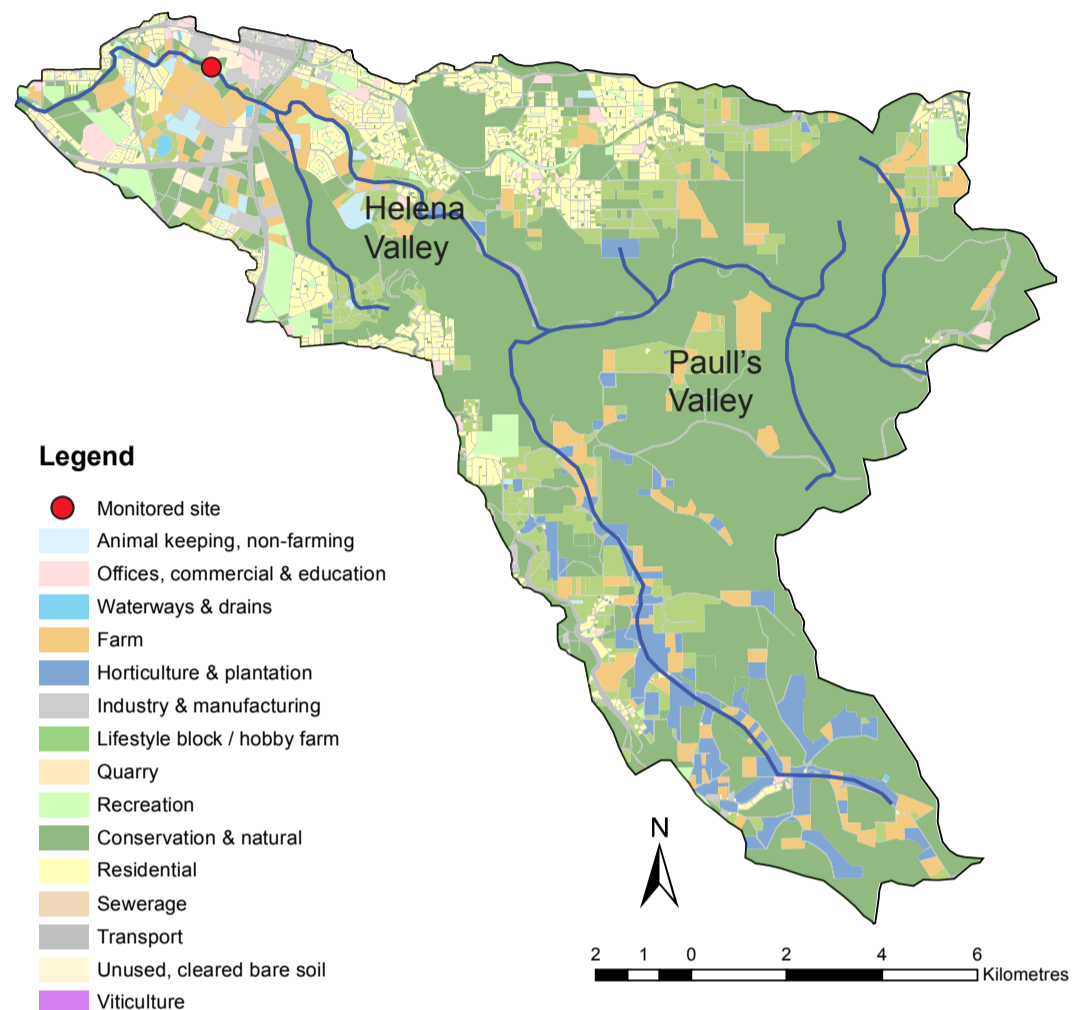 Helena
Valley
Paull's
Valley
Legend
Monitored site
Animal keeping, non-farming
Offices, commercial & education
Waterways & drains
Farm
Horticulture & plantation
Industry & manufacturing
Lifestyle block / hobby farm
Quarry
Recreation
Conservation & natural
Residential
Sewerage
Transport
Unused, cleared bare soil
Viticulture
N
2 1 0 2 4 6
Kilometres